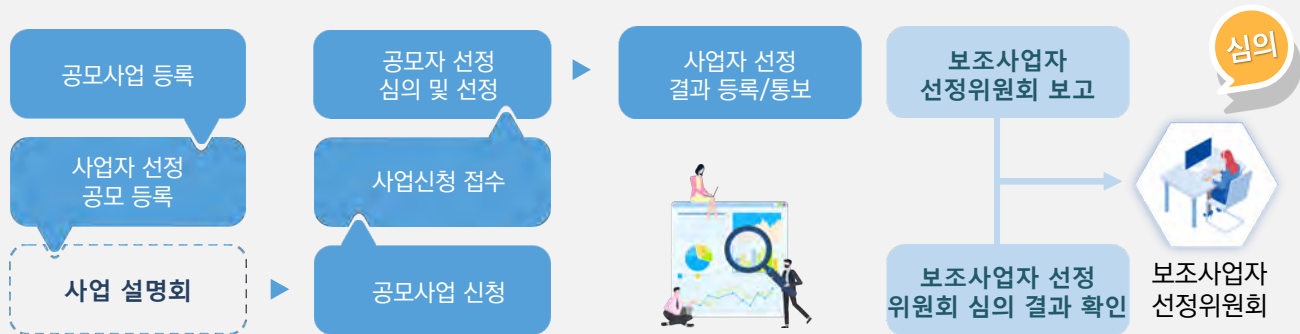 공모사업 등록
사업자 선정
공모 등록
사업 설명회
공모사업 신청
사업신청 접수
공모자 선정
심의 및 선정
사업자 선정
결과 등록/통보
보조사업자
선정위원회 보고
보조사업자 선정
위원회 심의 결과 확인
심의
보조사업자
선정위원회